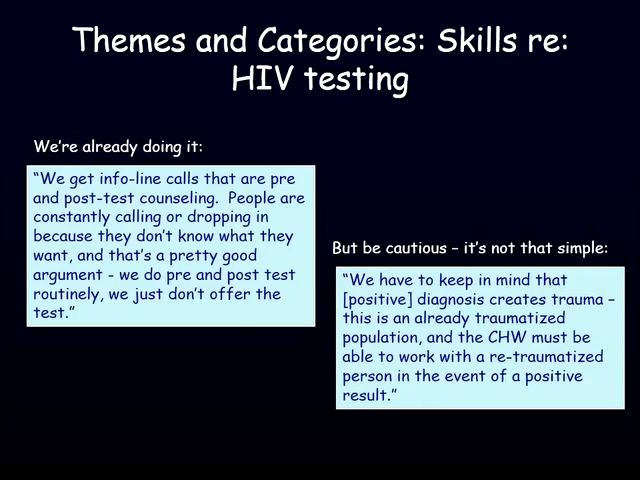 Themes and Categories: Skills re:
HIV testing
We're already doing it:
“We get info-line calls that are pre
and post-test counseling.  People are
constantly calling or dropping in
because they don't know what they
want, and that's a pretty good
argument - we do pre and post test
routinely, we just don't offer the
test.”
But be cautious – it's not that simple:
“We have to keep in mind that
[positive] diagnosis creates trauma –
this is an already traumatized
population, and the CHW must be
able to work with a re-traumatized
person in the event of a positive
result.”